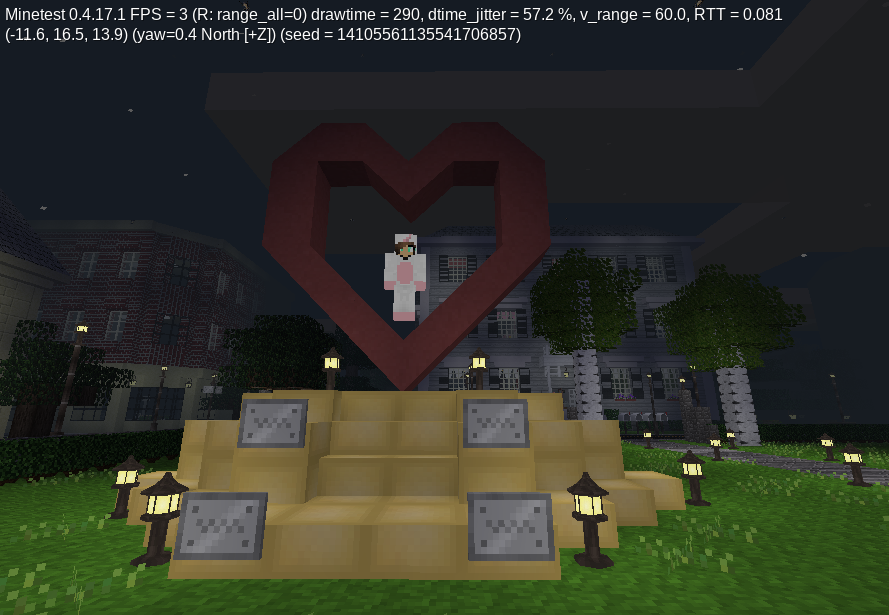 Minetest 0.4.17.1 FPS = 3 (R: range_all=0) drawtime = 290, dtime_jitter = 57.2 %, v_range = 60.0, RTT = 0.081
(-11.6, 16.5, 13.9) (yaw=0.4 North [+Z]) (seed = 14105561135541706857)